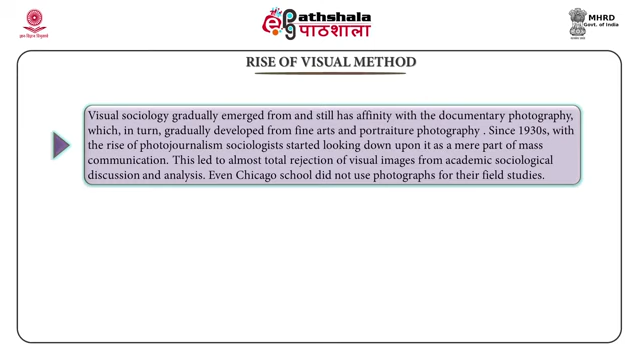 ePathshala
पाठशाला
MHRD
Govt. of India
RISE OF VISUAL METHOD
Visual sociology gradually emerged from and still has affinity with the documentary photography,
which, in turn, gradually developed from fine arts and portraiture photography . Since 1930s, with
the rise of photojournalism sociologists started looking down upon it as a mere part of mass
communication. This led to almost total rejection of visual images from academic sociological
discussion and analysis. Even Chicago school did not use photographs for their field studies.